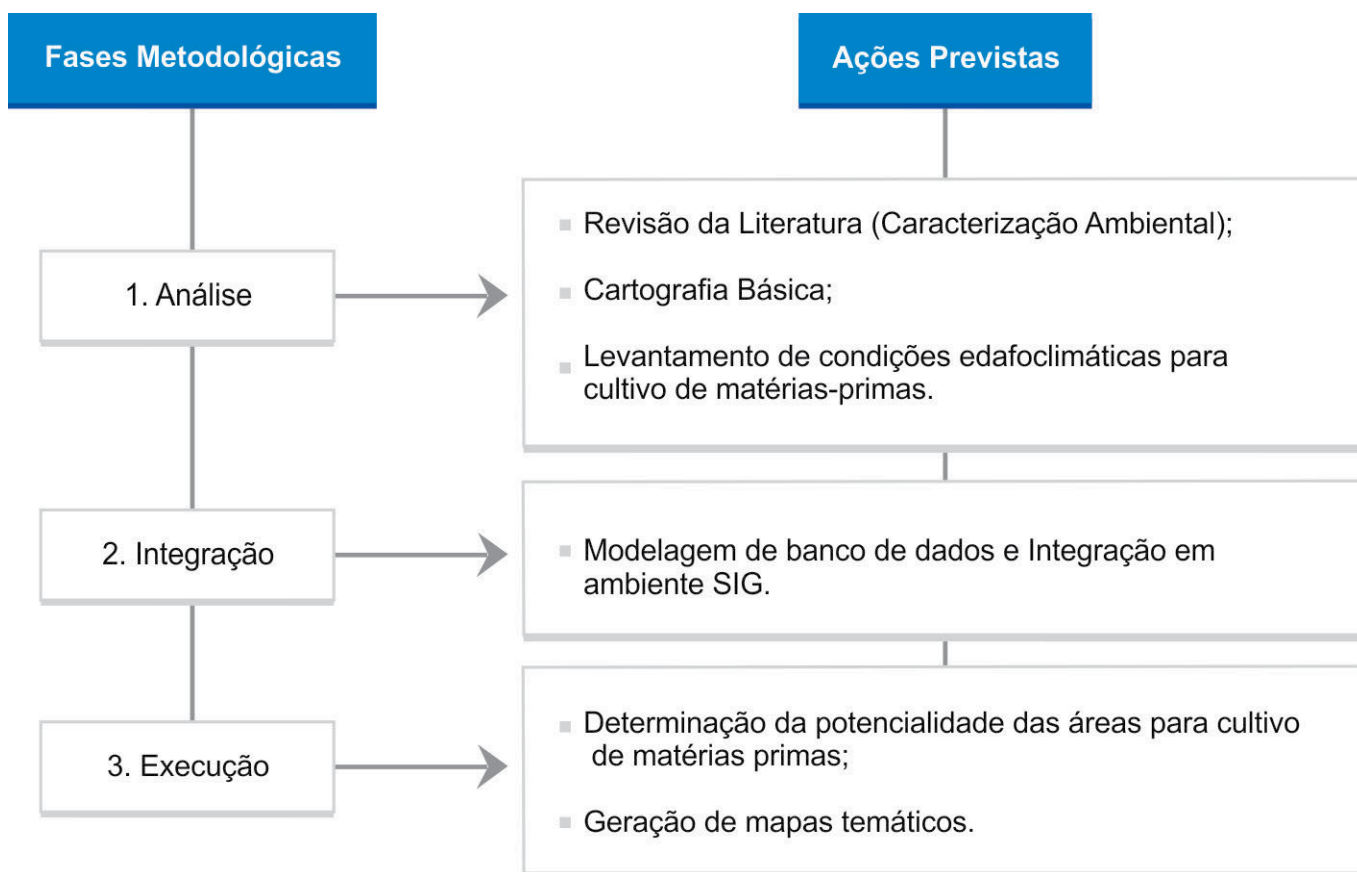 Fases Metodológicas
Ações Previstas
1. Análise
▪ Revisão da Literatura (Caracterização Ambiental);
▪ Cartografia Básica;
▪ Levantamento de condições edafoclimáticas para
cultivo de matérias-primas.
2. Integração
▪ Modelagem de banco de dados e Integração em
ambiente SIG.
3. Execução
▪ Determinação da potencialidade das áreas para cultivo
de matérias primas;
▪ Geração de mapas temáticos.